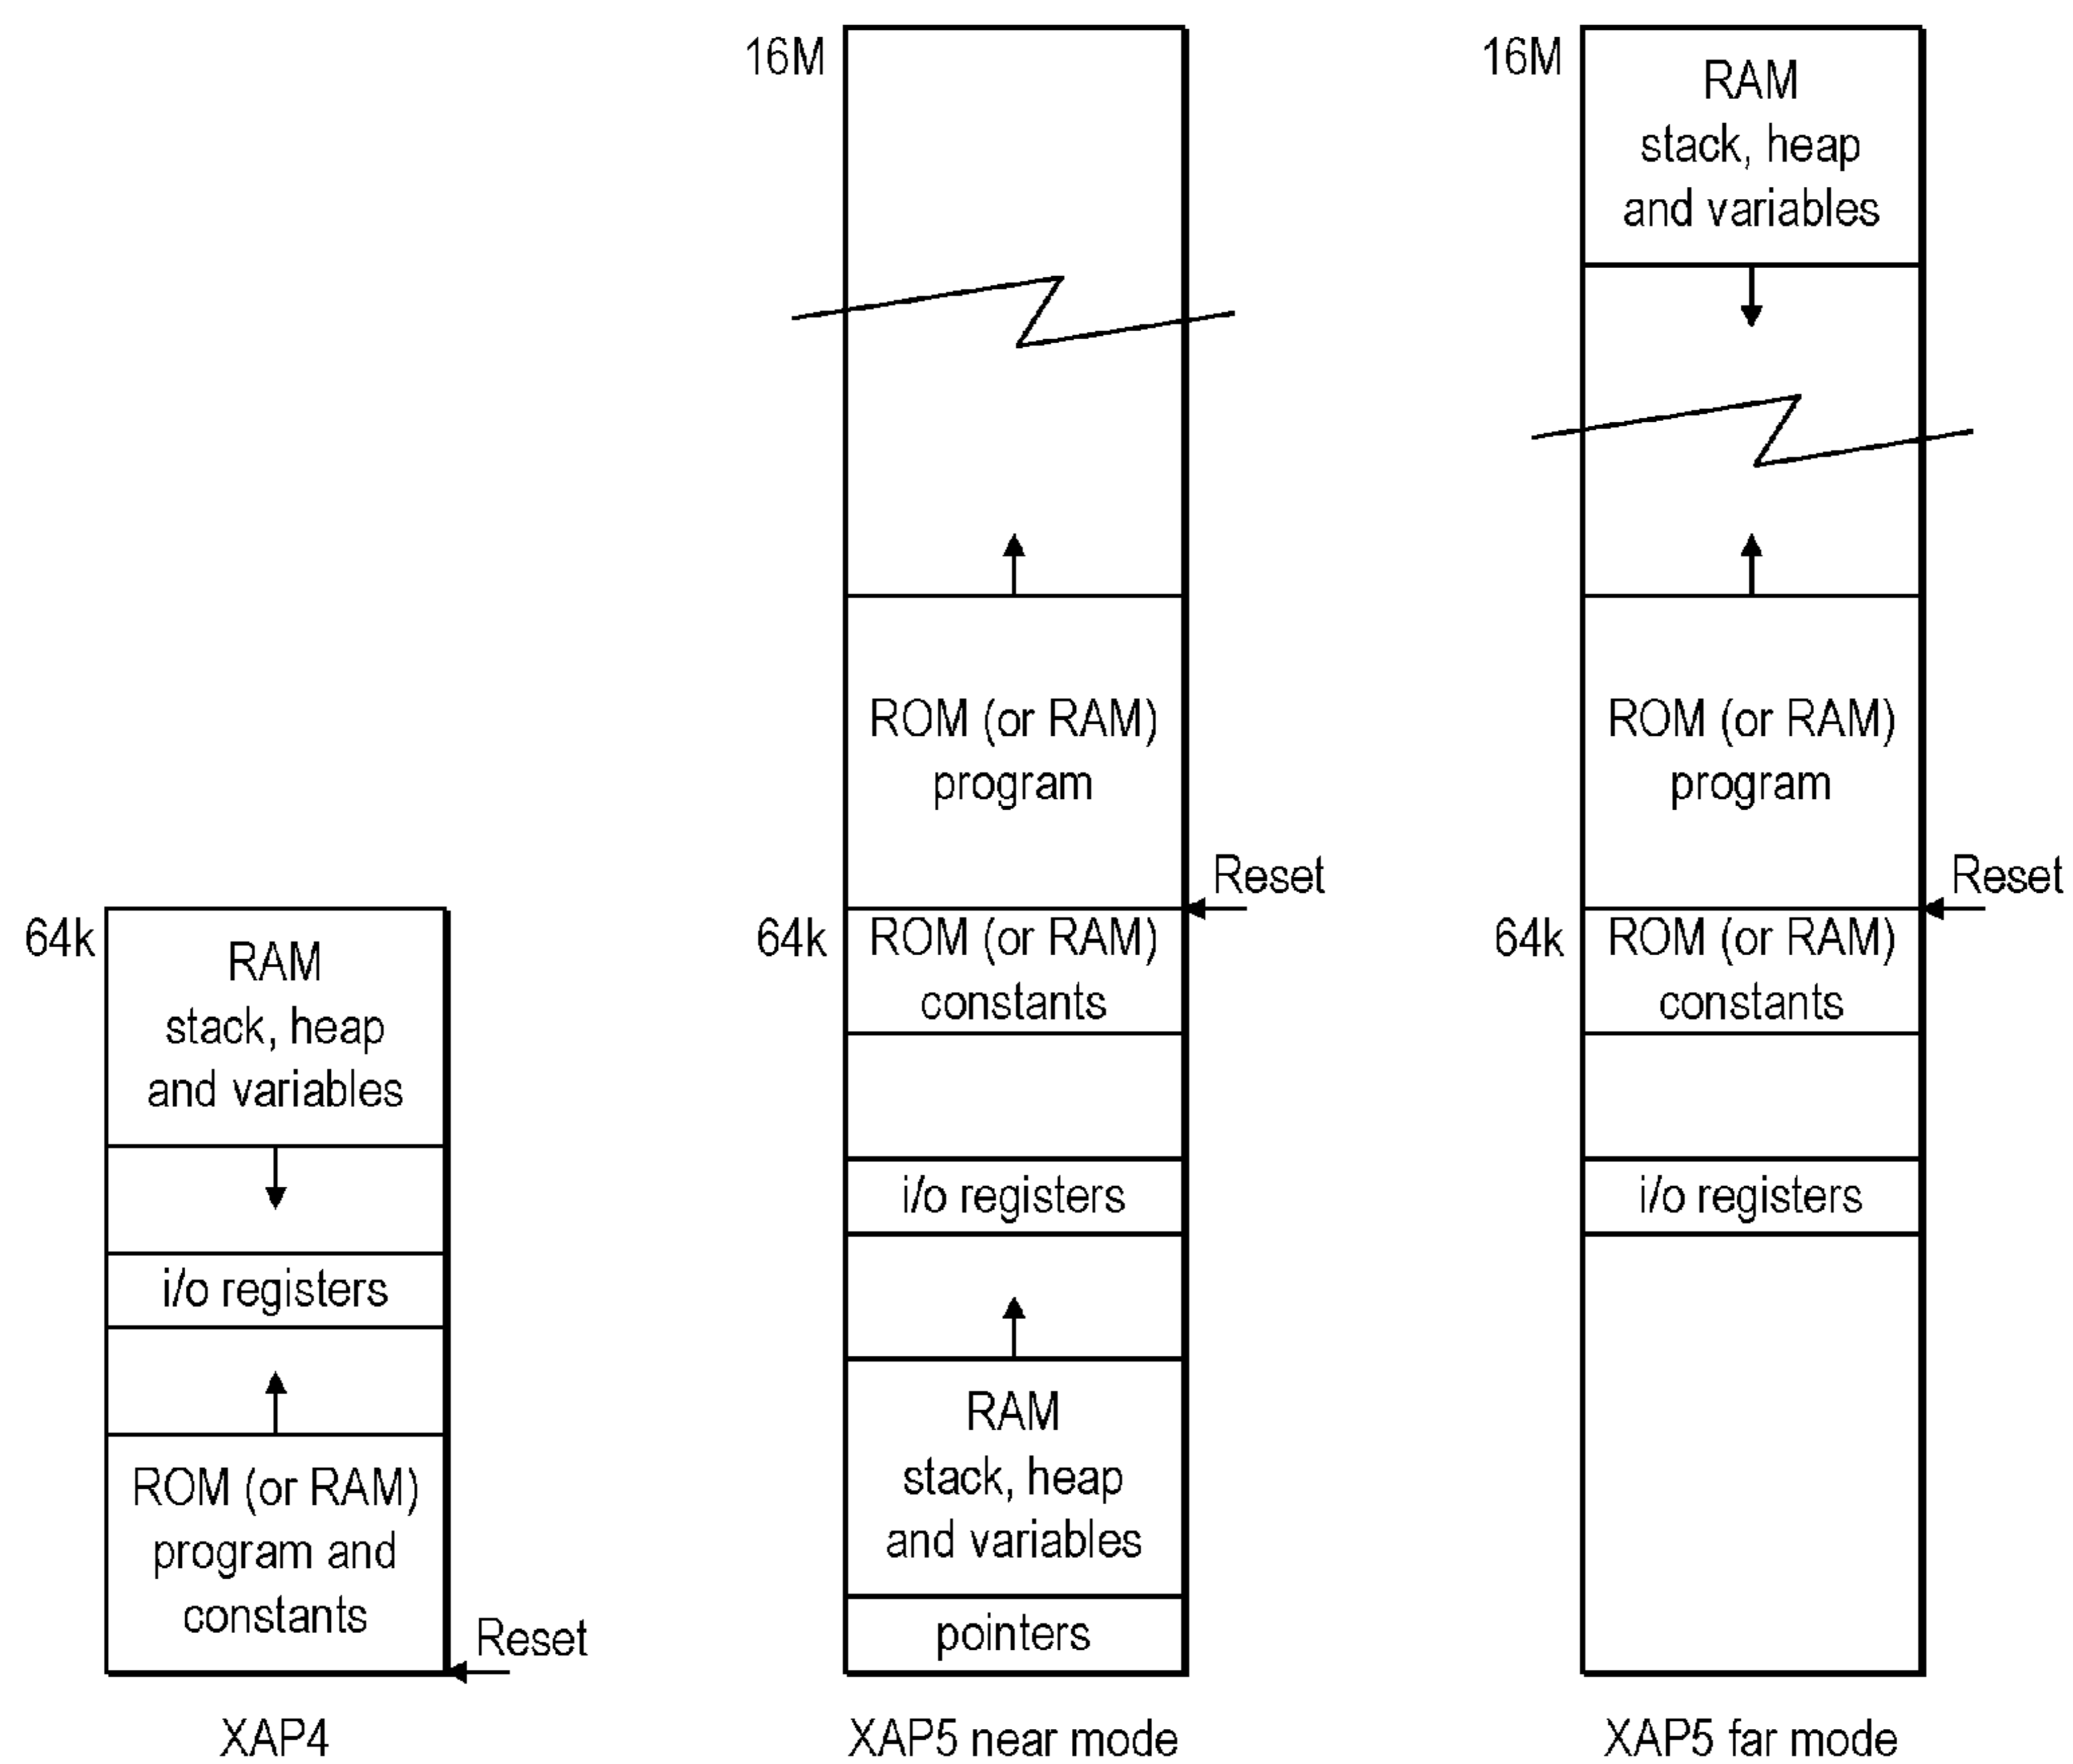 64k
RAM
stack, heap
and variables
i/o registers
ROM (or RAM)
program and
constants
Reset
XAP4
16M
ROM (or RAM)
program
Reset
64k
ROM (or RAM)
constants
i/o registers
RAM
stack, heap
and variables
pointers
XAP5 near mode
16M
RAM
stack, heap
and variables
ROM (or RAM)
program
Reset
64k
ROM (or RAM)
constants
i/o registers
XAP5 far mode